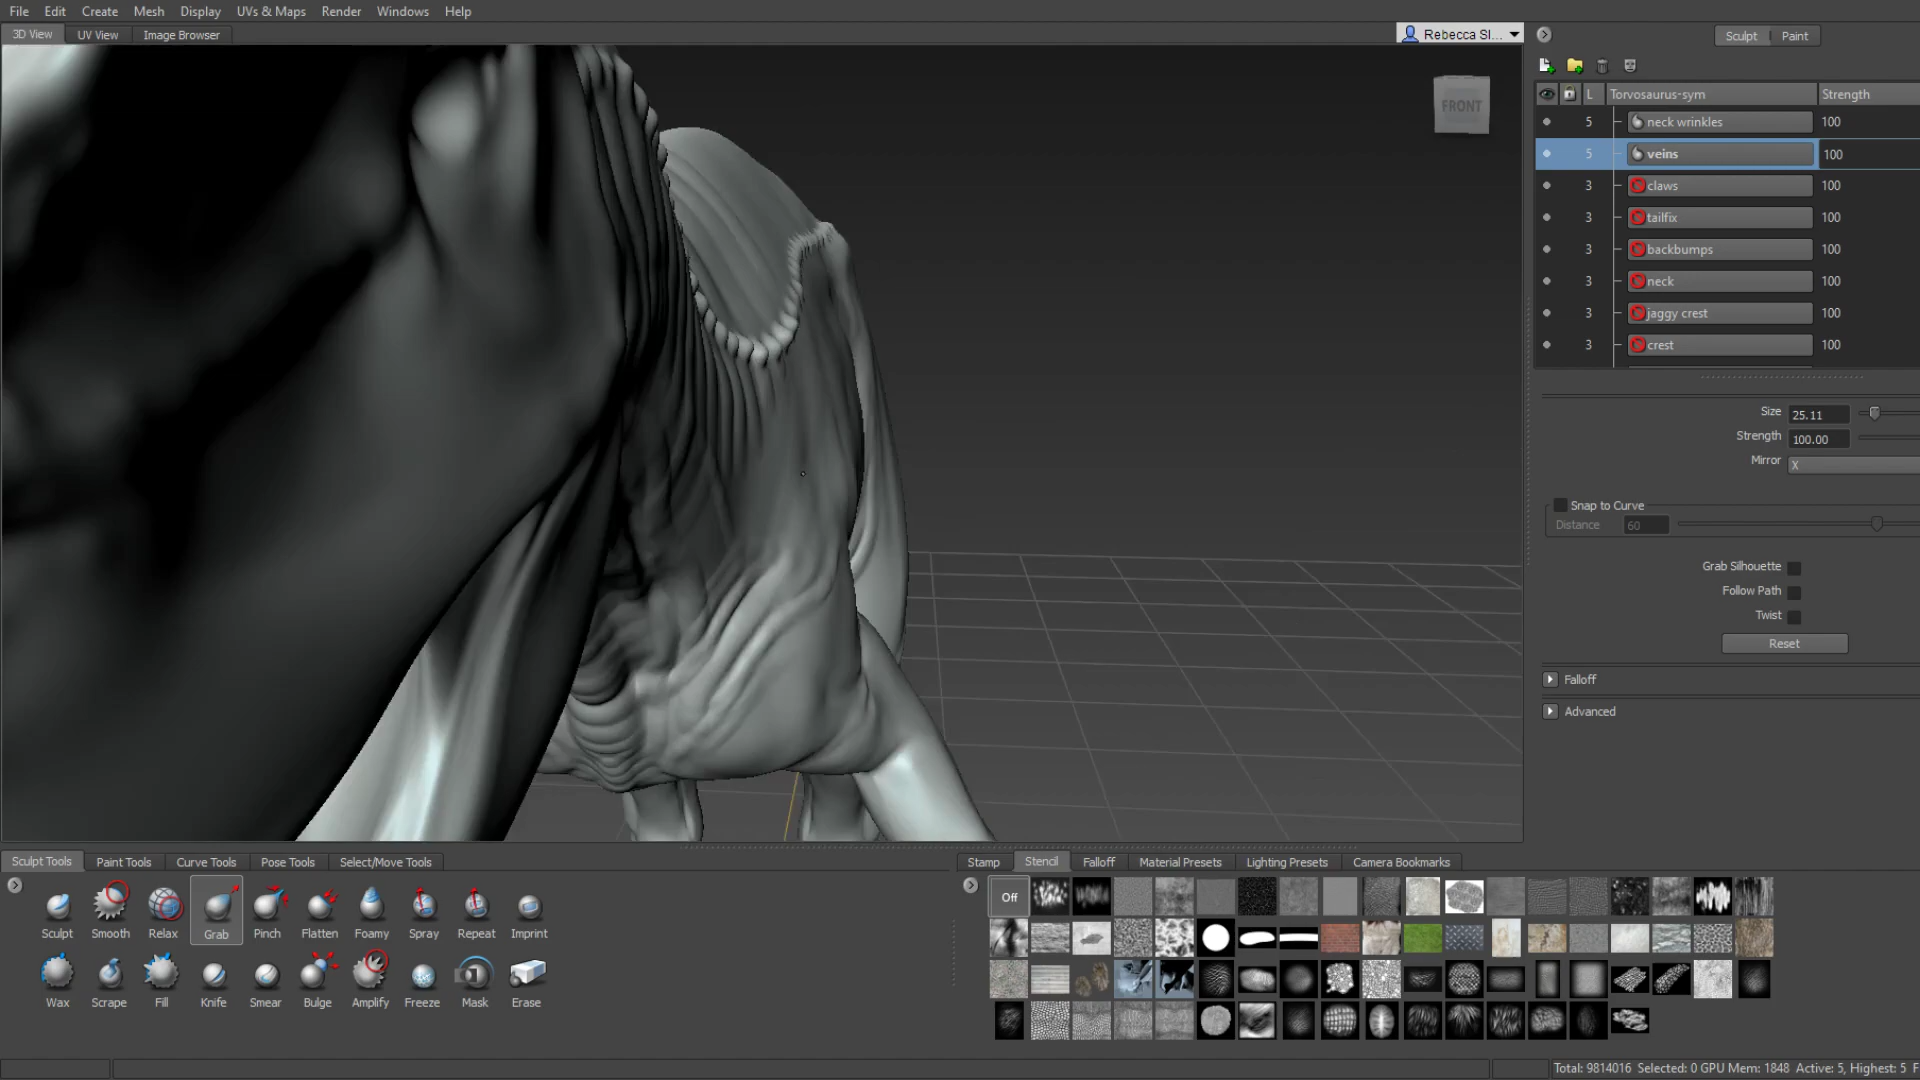 File Edit Create Mesh Display UVs & Maps Render Windows Help
3D View UV View Image Browser
Rebecca Sl...
Sculpt Paint
FRONT
L Torvosaurus-sym Strength
5 neck wrinkles 100
5 veins 100
3 claws 100
3 tailfix 100
3 backbumps 100
3 neck 100
3 jaggy crest 100
3 crest 100
Size 25.11
Strength 100.00
Mirror X
Snap to Curve
Distance 60
Grab Silhouette
Follow Path
Twist
Reset
Falloff
Advanced
Sculpt Tools Paint Tools Curve Tools Pose Tools Select/Move Tools
Stamp Stencil Falloff Material Presets Lighting Presets Camera Bookmarks
Off
Sculpt Smooth Relax Grab Pinch Flatten Foamy Spray Repeat Imprint
Wax Scrape Fill Knife Smear Bulge Amplify Freeze Mask Erase
Total: 9814016 Selected: 0 GPU Mem: 1848 Active: 5, Highest: 5 F